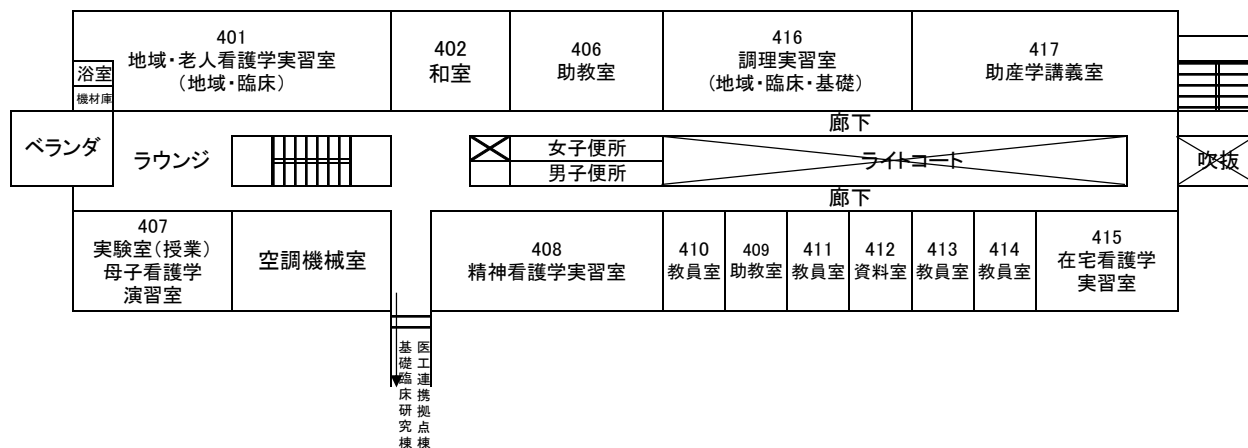 401
地域・老人看護学実習室
(地域・臨床)
浴室
機材庫
402
和室
406
助教室
416
調理実習室
(地域・臨床・基礎)
417
助産学講義室
廊下
ベランダ
ラウンジ
女子便所
男子便所
ライトコート
吹抜
廊下
407
実験室(授業)
母子看護学
演習室
空調機械室
408
精神看護学実習室
410
教員室
409
助教室
411
教員室
412
資料室
413
教員室
414
教員室
415
在宅看護学
実習室
医工連携拠点棟
基礎臨床研究棟